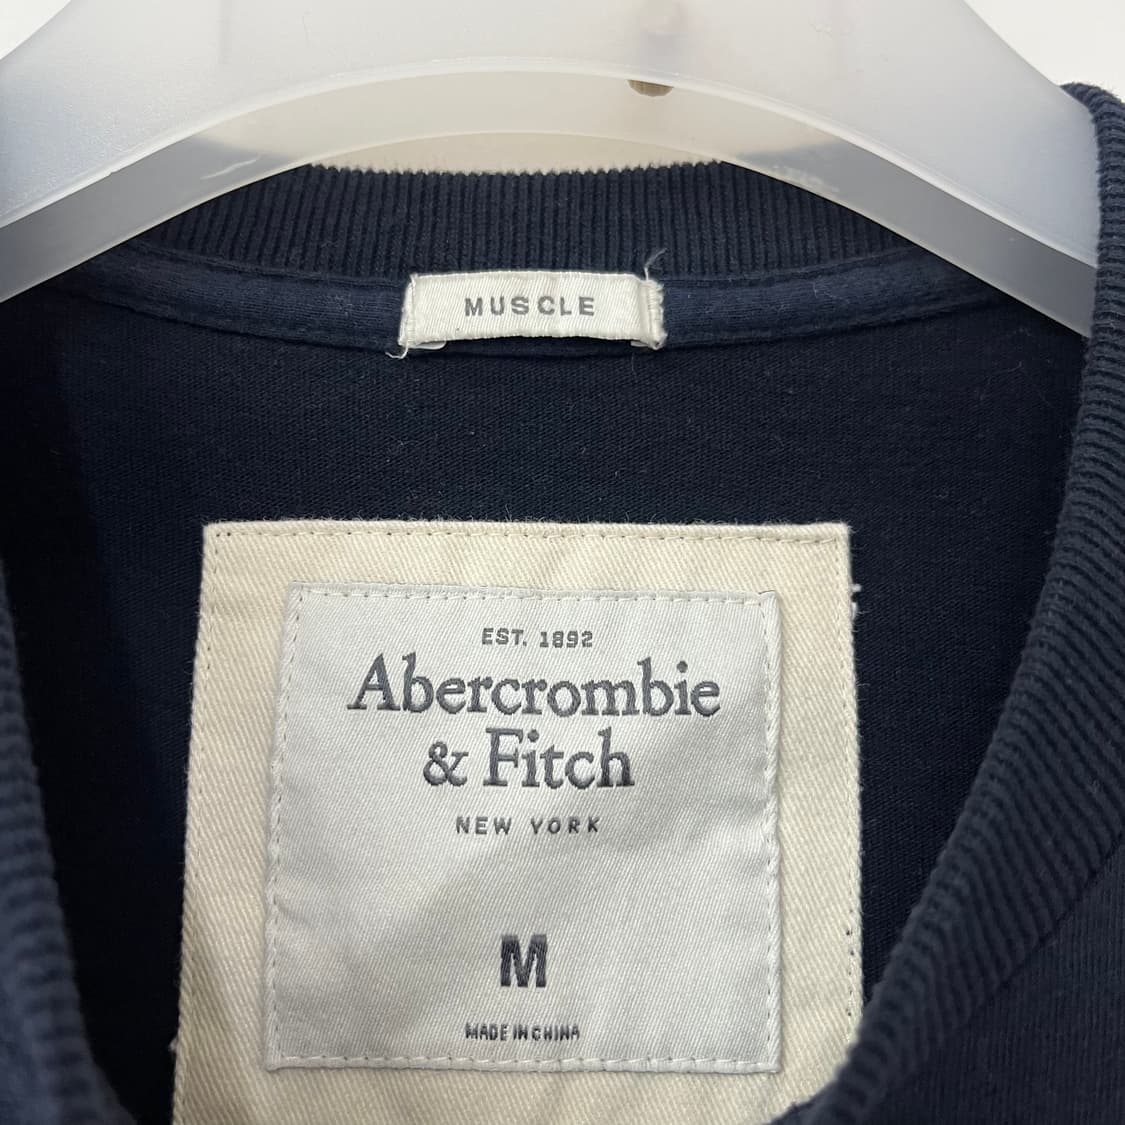 MUSCLE
EST. 1892
Abercrombie
& Fitch
NEW YORK
M
MADE IN CHINA